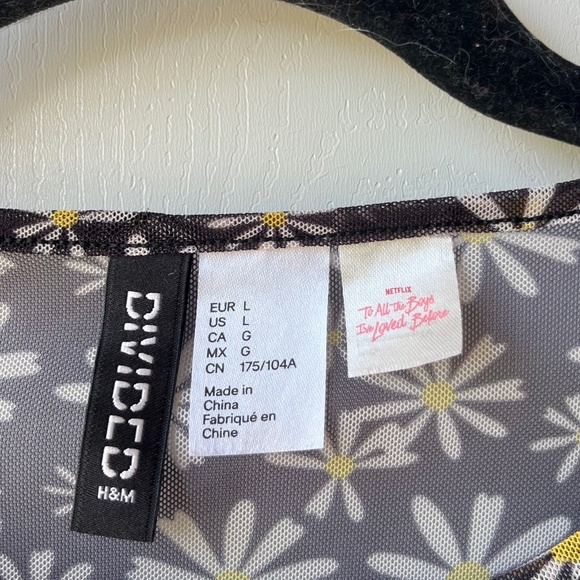 DIVIDED
H&M
EUR L
US L
CA G
MX G
CN 175/104A
Made in
China
Fabriqué en
Chine
NETFLIX
To All the Boys
I've Loved Before